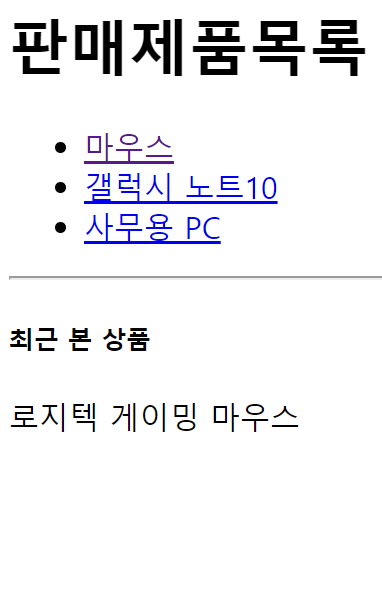 판매제품목록
마우스
갤럭시 노트10
사무용 PC
최근 본 상품
로지텍 게이밍 마우스